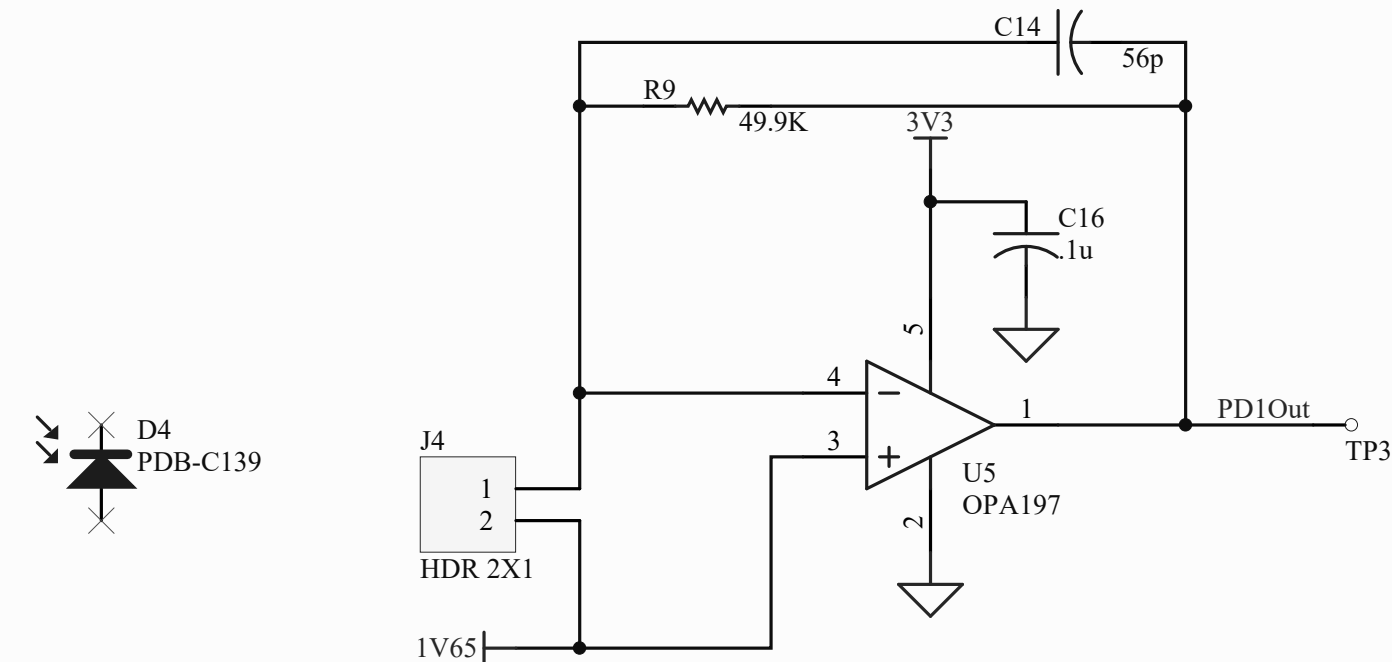 C14
56p
R9
49.9K
3V3
C16
.1u
5
4
1
PD1Out
TP3
D4
PDB-C139
J4
3
1
2
U5
OPA197
2
HDR 2X1
1V65